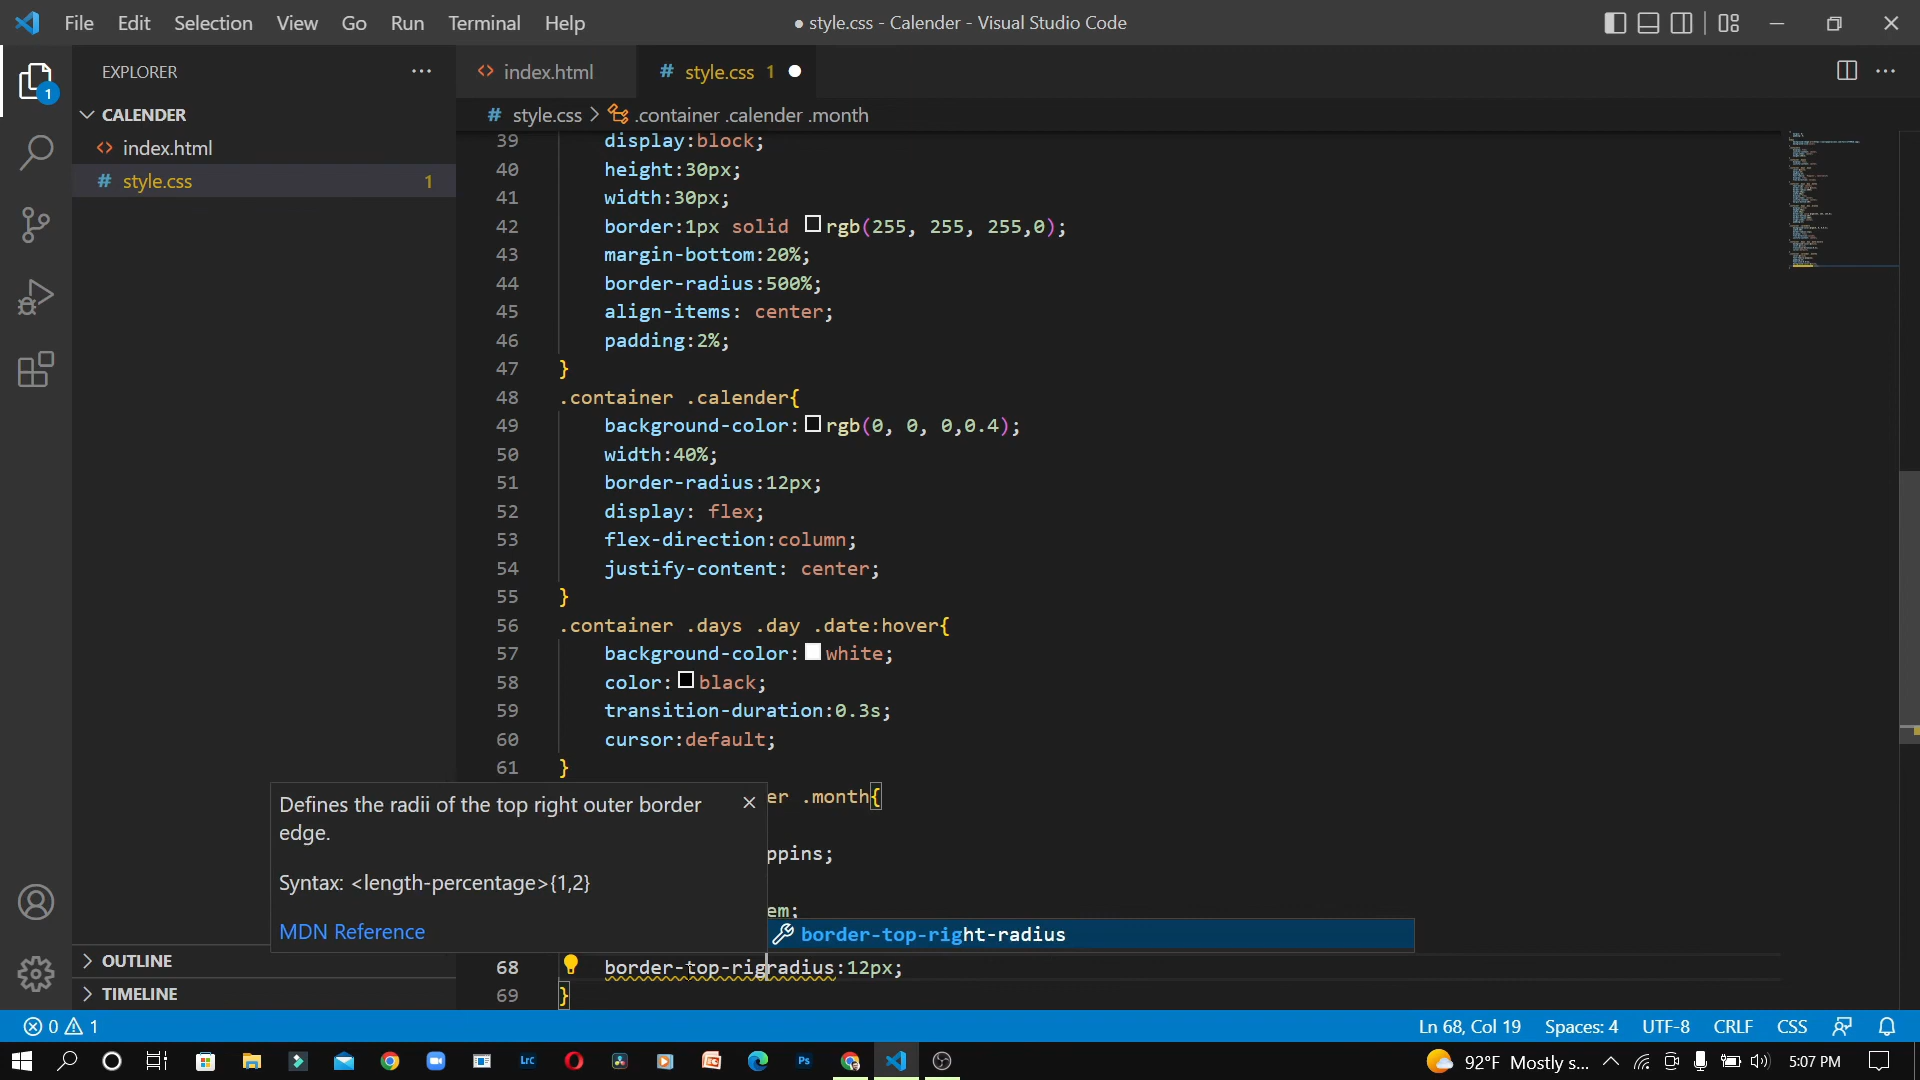 File Edit Selection View Go Run Terminal Help
● style.css - Calender - Visual Studio Code
EXPLORER
index.html
# style.css 1
1
CALENDER
# style.css > .container .calender .month
index.html
# style.css 1
39 display:block;
40 height:30px;
41 width:30px;
42 border:1px solid rgb(255, 255, 255,0);
43 margin-bottom:20%;
44 border-radius:500%;
45 align-items: center;
46 padding:2%;
47 }
48 .container .calender{
49 background-color:rgb(0, 0, 0,0.4);
50 width:40%;
51 border-radius:12px;
52 display: flex;
53 flex-direction:column;
54 justify-content: center;
55 }
56 .container .days .day .date:hover{
57 background-color:white;
58 color:black;
59 transition-duration:0.3s;
60 cursor:default;
61 }
er .month{
Defines the radii of the top right outer border
edge.
ppins;
Syntax: <length-percentage>{1,2}
em;
MDN Reference
border-top-right-radius
OUTLINE
68 border-top-rigradius:12px;
TIMELINE
69 }
0 1
Ln 68, Col 19 Spaces: 4 UTF-8 CRLF CSS
Lrc
Ps
92°F Mostly s...
5:07 PM